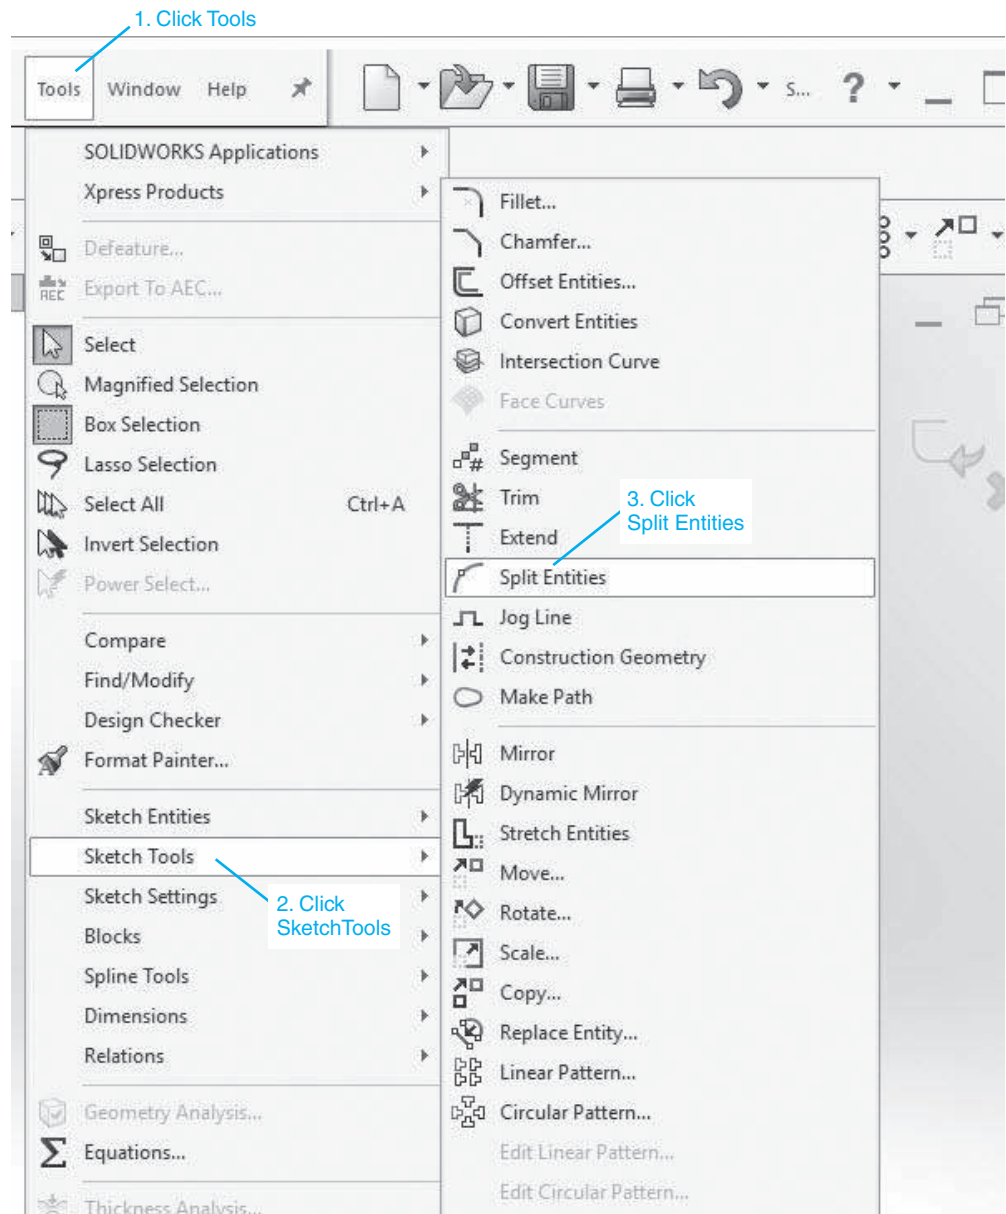 1. Click Tools
Tools Window Help S... ?
SOLIDWORKS Applications
Xpress Products
Defeature...
AEC Export To AEC...
Select
Magnified Selection
Box Selection
Lasso Selection
Select All Ctrl+A
Invert Selection
Power Select...
Compare
Find/Modify
Design Checker
Format Painter...
Sketch Entities
Sketch Tools
Sketch Settings
2. Click
SketchTools
Blocks
Spline Tools
Dimensions
Relations
Geometry Analysis...
Equations...
Thickness Analysis...
Fillet...
Chamfer...
Offset Entities...
Convert Entities
Intersection Curve
Face Curves
Segment
Trim
3. Click
Split Entities
Extend
Split Entities
Jog Line
Construction Geometry
Make Path
Mirror
Dynamic Mirror
Stretch Entities
Move...
Rotate...
Scale...
Copy...
Replace Entity...
Linear Pattern...
Circular Pattern...
Edit Linear Pattern...
Edit Circular Pattern...